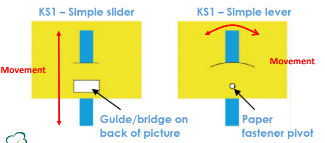 KS1 – Simple slider
KS1 – Simple lever
Movement
Movement
Guide/bridge on
back of picture
Paper
fastener pivot